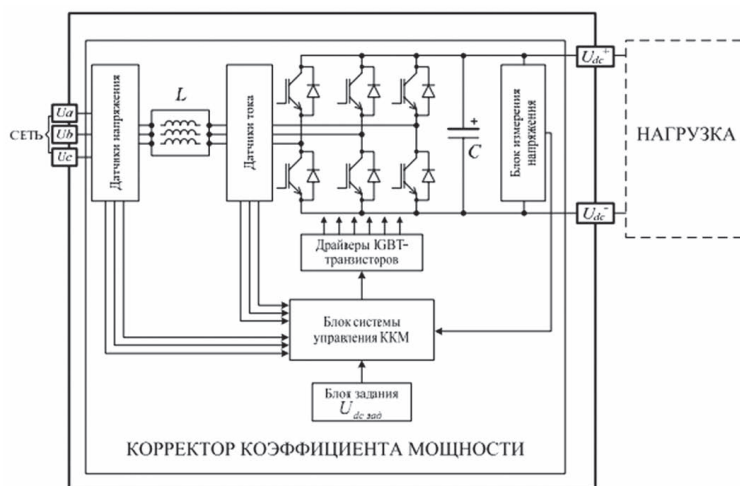 СЕТЬ
Ua
Ub
Uc
Датчики напряжения
L
Датчики тока
+
C
Блок измерения
напряжения
Udc+
Udc-
НАГРУЗКА
Драйверы IGBT-
транзисторов
Блок системы
управления ККМ
Блок задания
Udc зад
КОРРЕКТОР КОЭФФИЦИЕНТА МОЩНОСТИ